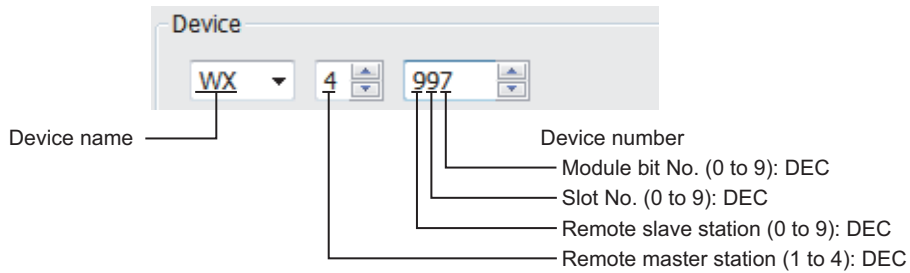 Device
WX 4 997
Device name
Device number
Module bit No. (0 to 9): DEC
Slot No. (0 to 9): DEC
Remote slave station (0 to 9): DEC
Remote master station (1 to 4): DEC